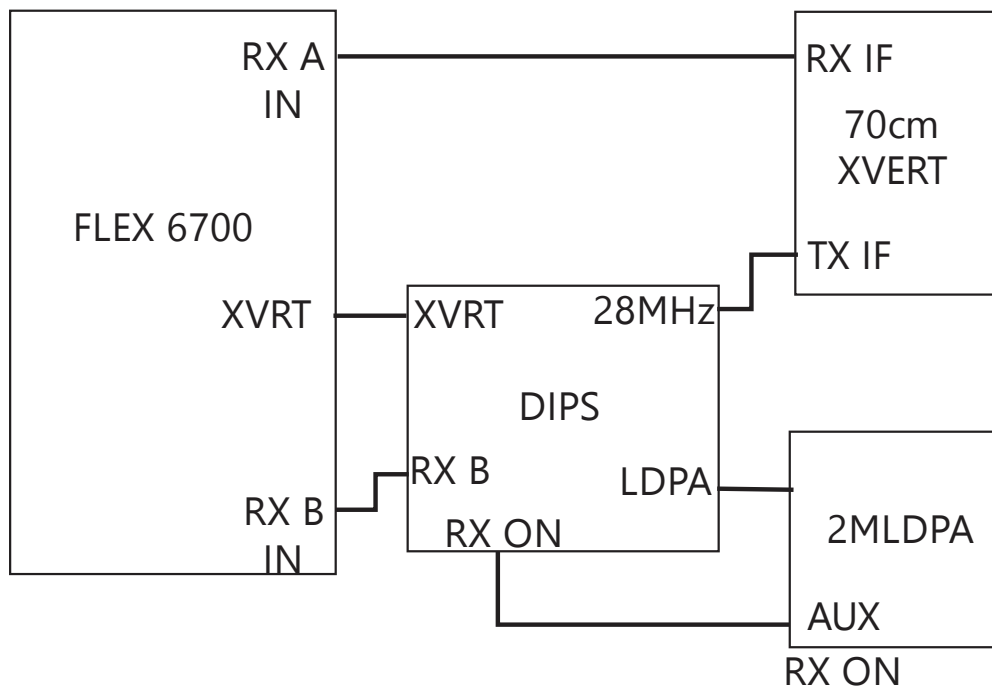 RX A
IN
FLEX 6700
XVRT
RX B
IN
XVRT
28MHz
DIPS
RX B
LDPA
RX ON
RX IF
70cm
XVERT
TX IF
2MLDPA
AUX
RX ON